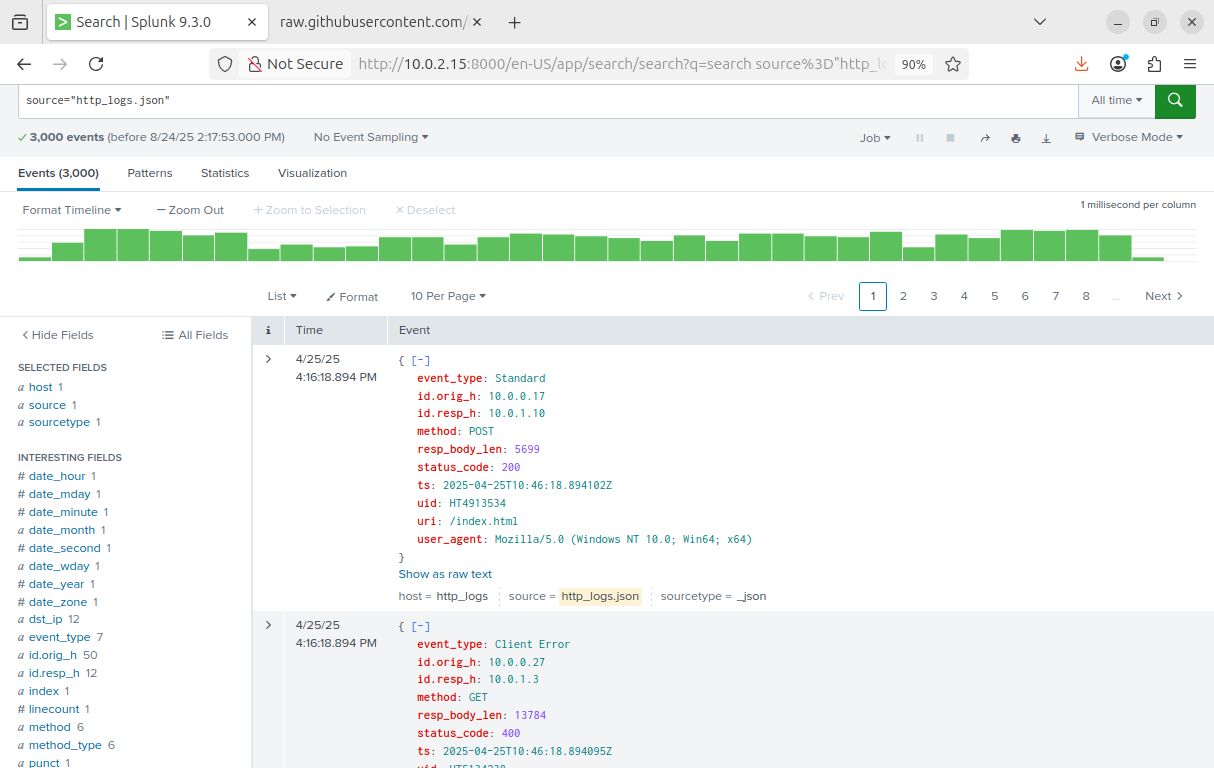 Search | Splunk 9.3.0
raw.githubusercontent.com/
Not Secure http://10.0.2.15:8000/en-US/app/search/search?q=search source%3D"http_lo 90%
source="http_logs.json" All time
3,000 events (before 8/24/25 2:17:53.000 PM) No Event Sampling Job Verbose Mode
Events (3,000) Patterns Statistics Visualization
Format Timeline — Zoom Out + Zoom to Selection × Deselect 1 millisecond per column
List Format 10 Per Page < Prev 1 2 3 4 5 6 7 8 ... Next >
< Hide Fields All Fields
SELECTED FIELDS
a host 1
a source 1
a sourcetype 1
INTERESTING FIELDS
# date_hour 1
# date_mday 1
# date_minute 1
a date_month 1
# date_second 1
a date_wday 1
# date_year 1
# date_zone 1
a dst_ip 12
a event_type 7
a id.orig_h 50
a id.resp_h 12
a index 1
# linecount 1
a method 6
a method_type 6
a punct 1
i Time Event
> 4/25/25
4:16:18.894 PM
{ [-]
event_type: Standard
id.orig_h: 10.0.0.17
id.resp_h: 10.0.1.10
method: POST
resp_body_len: 5699
status_code: 200
ts: 2025-04-25T10:46:18.894102Z
uid: HT4913534
uri: /index.html
user_agent: Mozilla/5.0 (Windows NT 10.0; Win64; x64)
}
Show as raw text
host = http_logs source = http_logs.json sourcetype = _json
> 4/25/25
4:16:18.894 PM
{ [-]
event_type: Client Error
id.orig_h: 10.0.0.27
id.resp_h: 10.0.1.3
method: GET
resp_body_len: 13784
status_code: 400
ts: 2025-04-25T10:46:18.894095Z